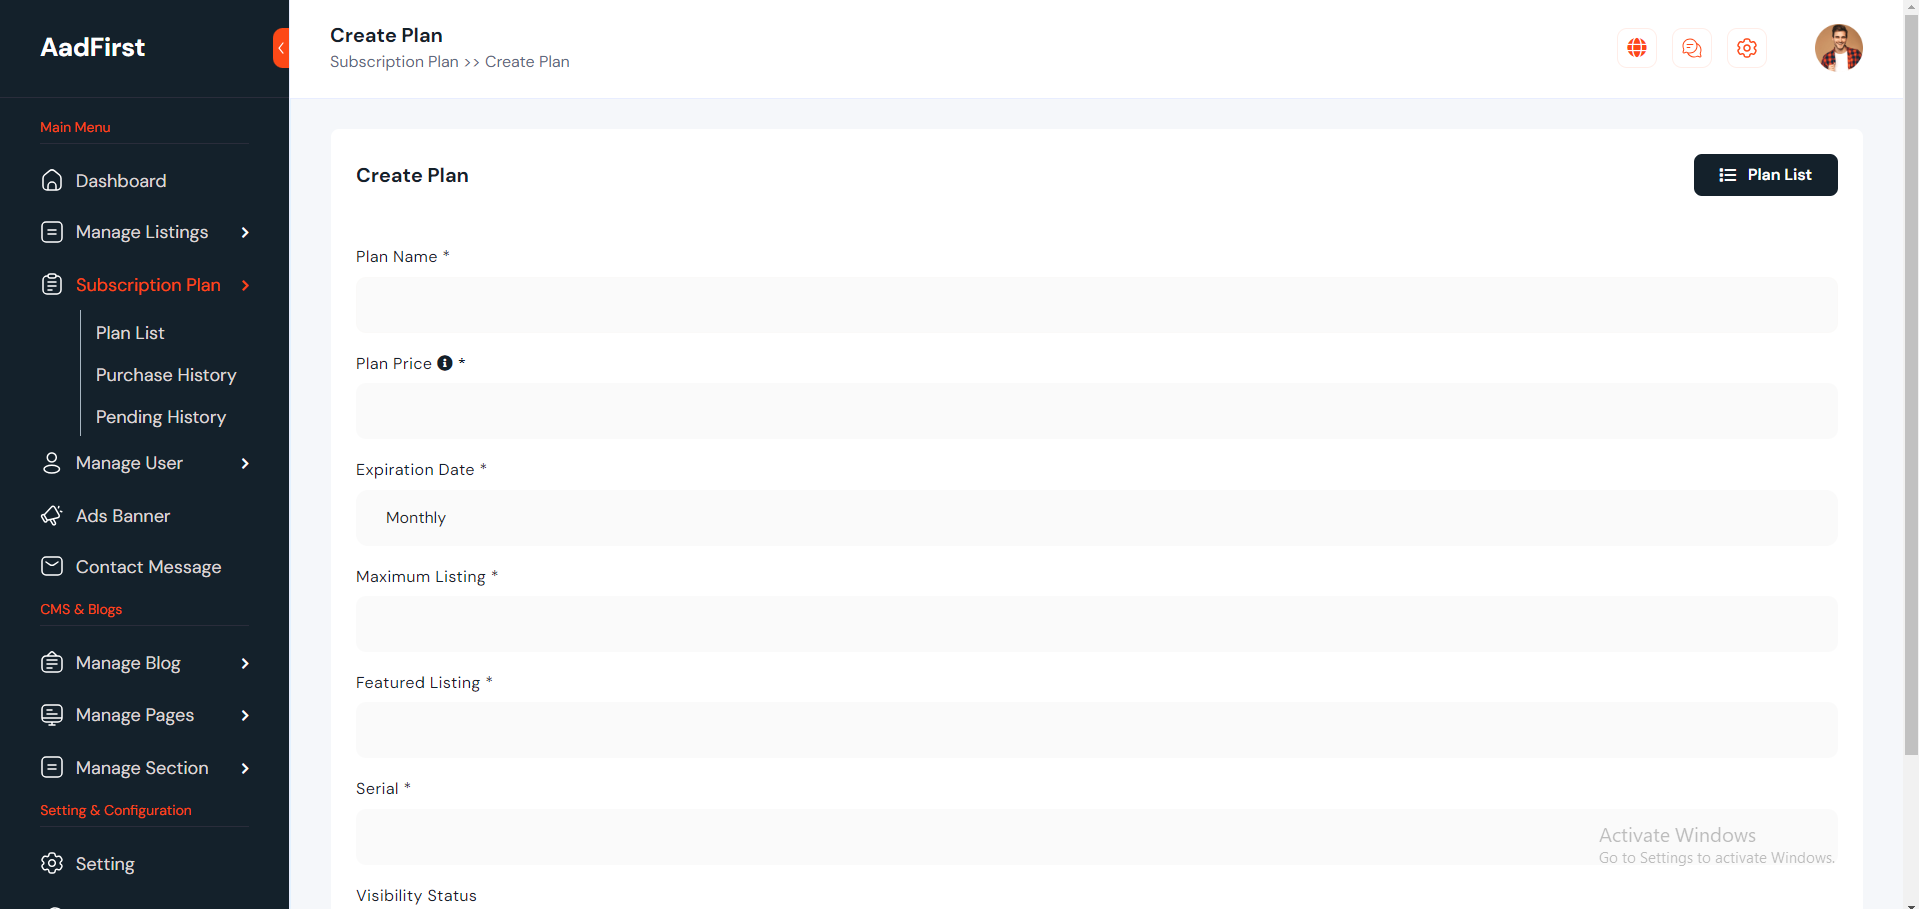 AadFirst
Create Plan
Subscription Plan >> Create Plan
Main Menu
Dashboard
Manage Listings
Subscription Plan
Plan List
Purchase History
Pending History
Manage User
Ads Banner
Contact Message
CMS & Blogs
Manage Blog
Manage Pages
Manage Section
Setting & Configuration
Setting
Create Plan
Plan List
Plan Name *
Plan Price *
Expiration Date *
Monthly
Maximum Listing *
Featured Listing *
Serial *
Visibility Status
Activate Windows
Go to Settings to activate Windows.